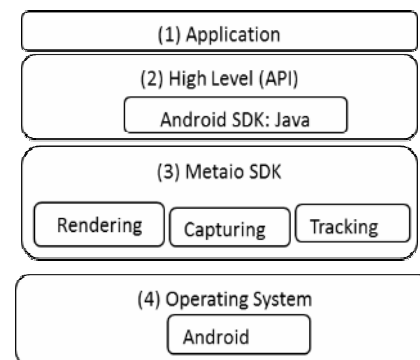 (1) Application
(2) High Level (API)
Android SDK: Java
(3) Metaio SDK
Rendering
Capturing
Tracking
(4) Operating System
Android